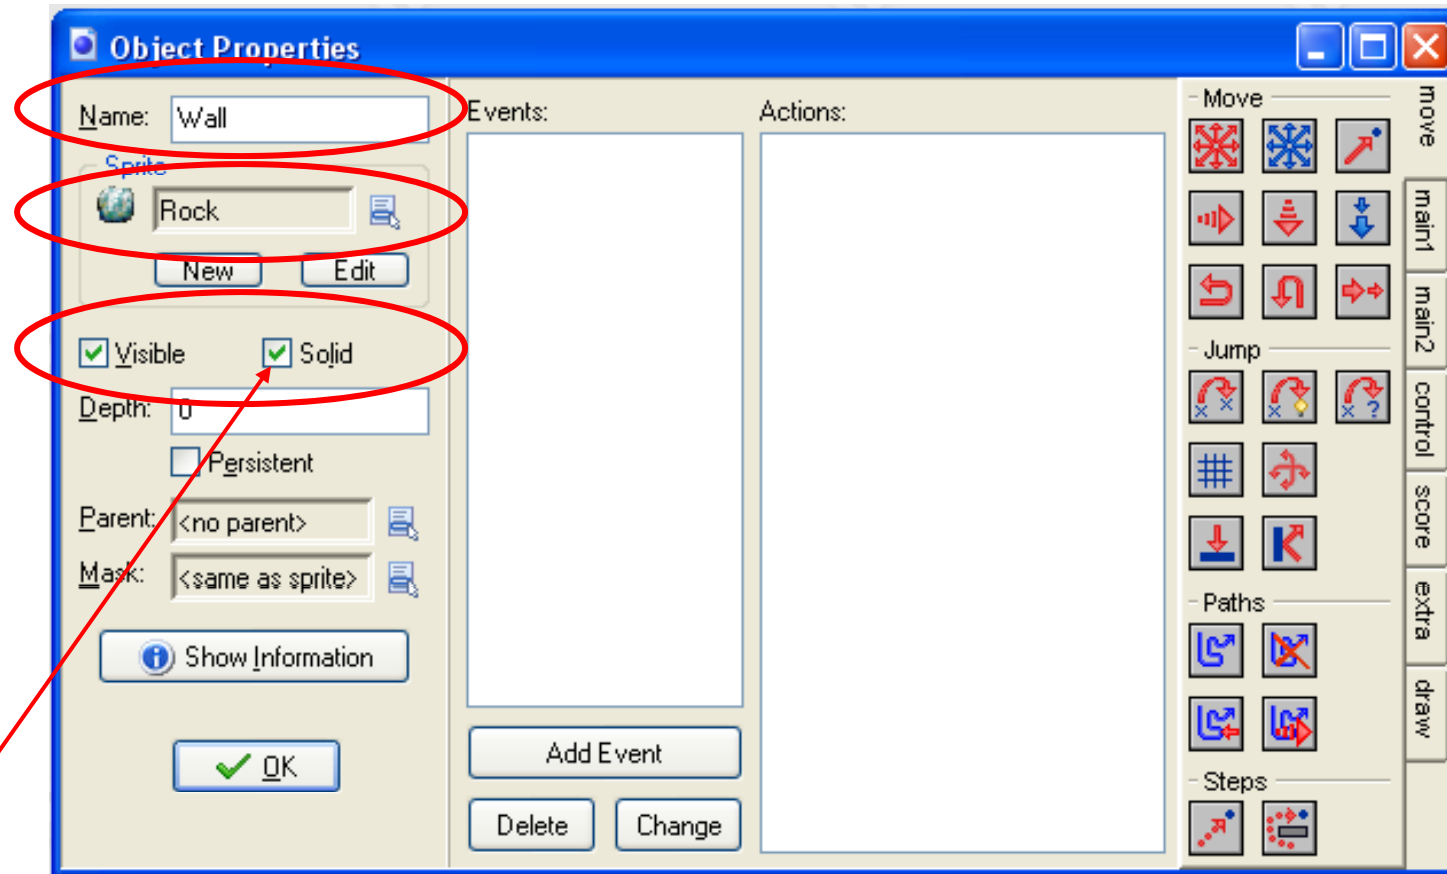 Object Properties
Name: Wall
Sprite
Rock
New Edit
Visible Solid
Depth: 0
Persistent
Parent: <no parent>
Mask: <same as sprite>
Show Information
OK
Events:
Add Event
Delete Change
Actions:
Move
Jump
Paths
Steps
move
main1
main2
control
score
extra
draw